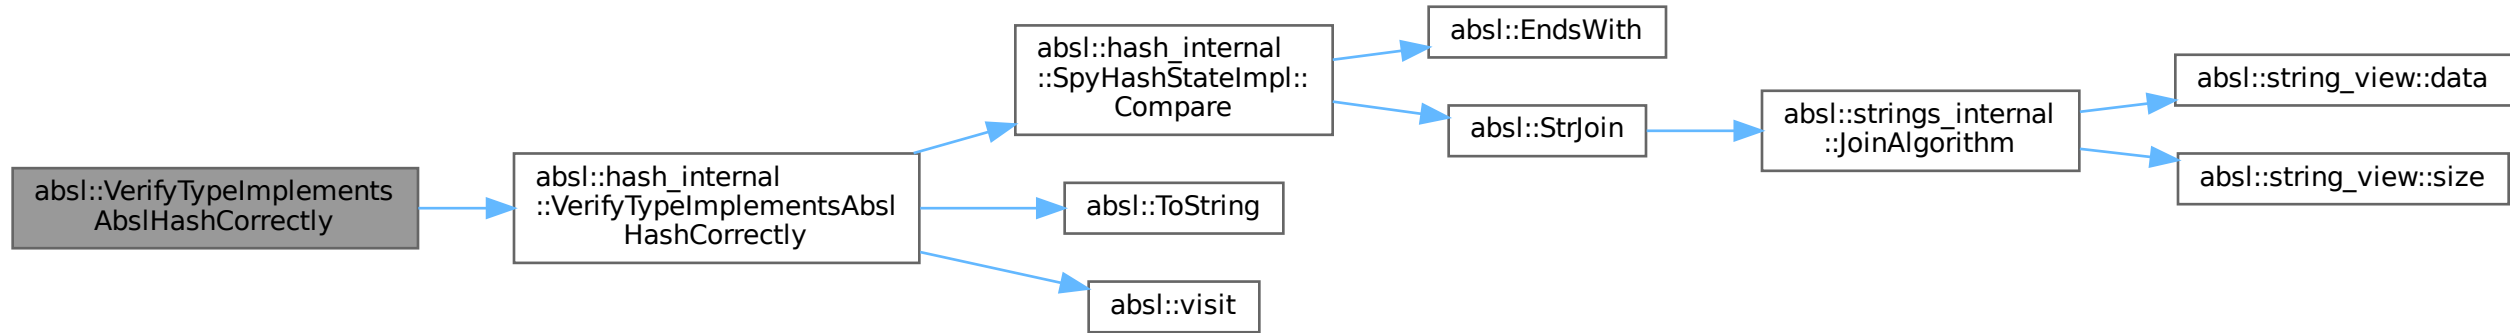 absl::VerifyTypeImplements
AbslHashCorrectly
absl::hash_internal
::VerifyTypeImplementsAbsl
HashCorrectly
absl::hash_internal
::SpyHashStateImpl::
Compare
absl::EndsWith
absl::StrJoin
absl::strings_internal
::JoinAlgorithm
absl::string_view::data
absl::string_view::size
absl::ToString
absl::visit